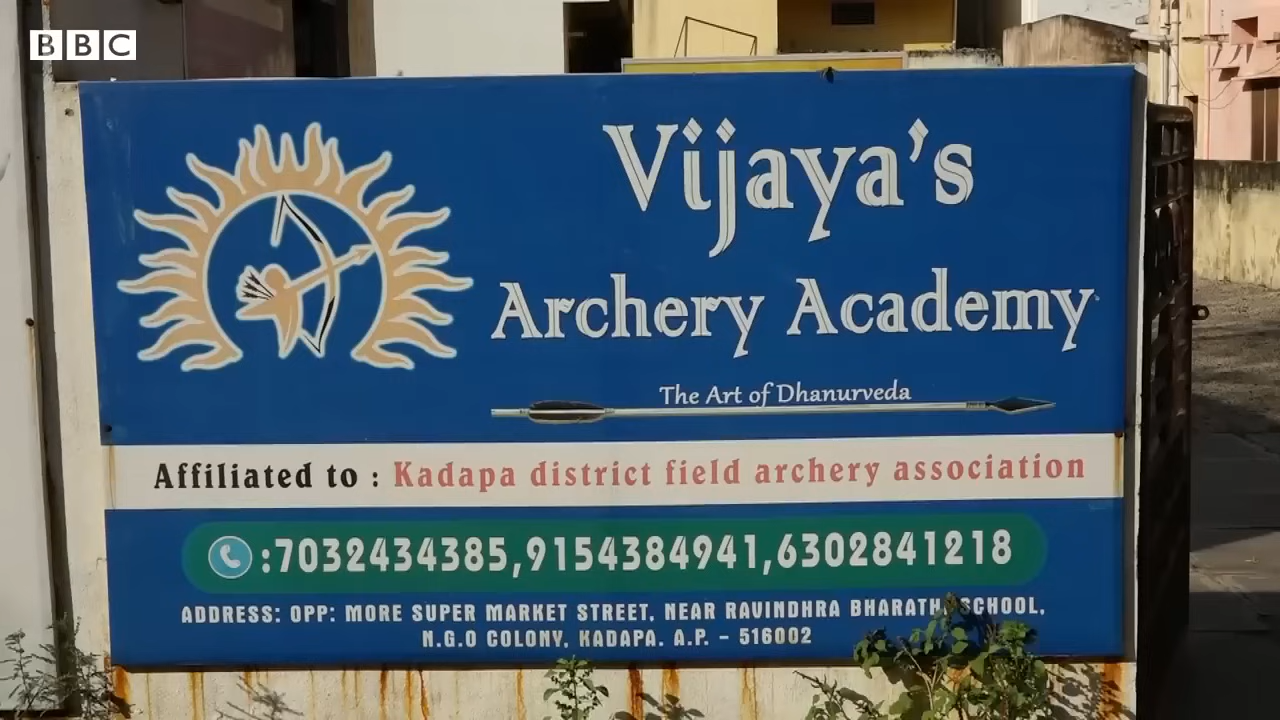 BBC
Vijaya's
Archery Academy
The Art of Dhanurveda
Affiliated to : Kadapa district field archery association
:7032434385,9154384941,6302841218
ADDRESS: OPP: MORE SUPER MARKET STREET, NEAR RAVINDHRA BHARATHI SCHOOL,
N.G.O COLONY, KADAPA. A.P. - 516002